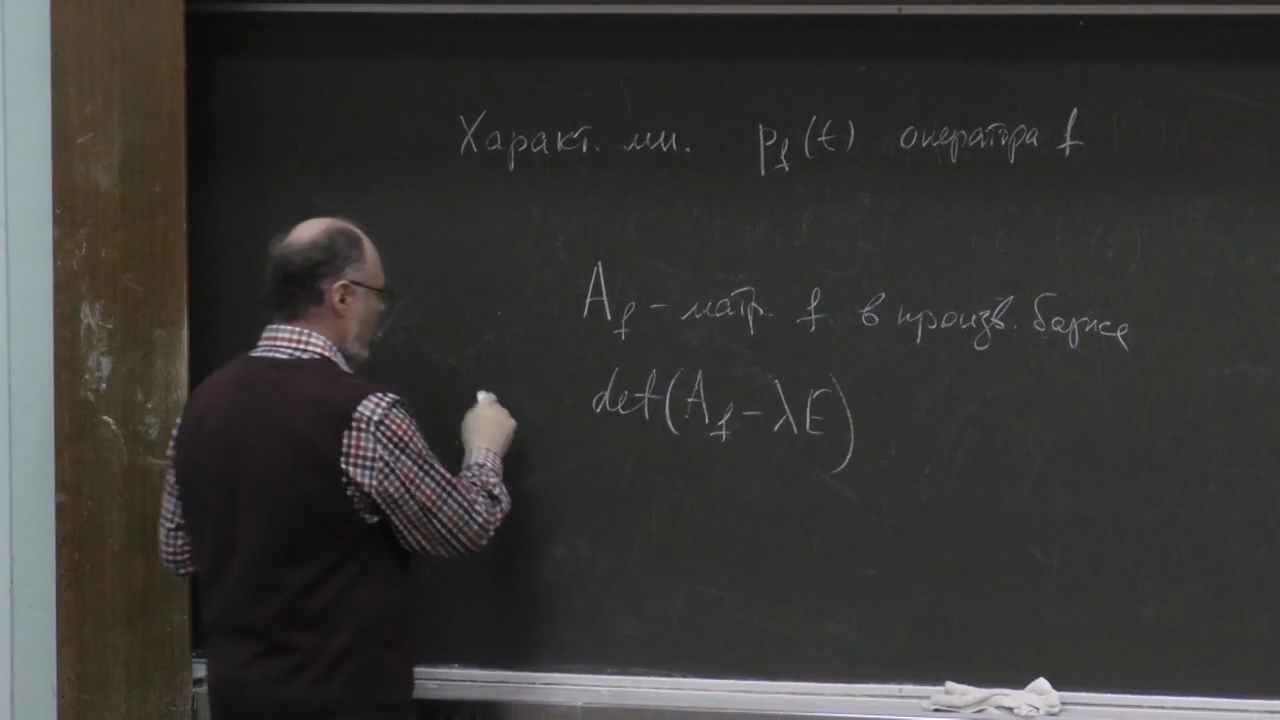 Характ. мн. p_f(t) оператора f
A_f - матр. f в произв. базисе
det(A_f - λE)